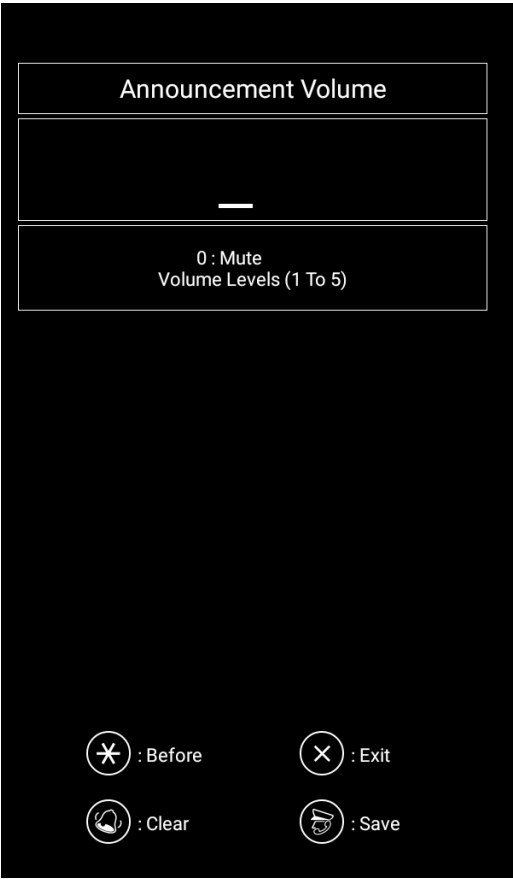 Announcement Volume
0 : Mute
Volume Levels (1 To 5)
: Before
: Exit
: Clear
: Save